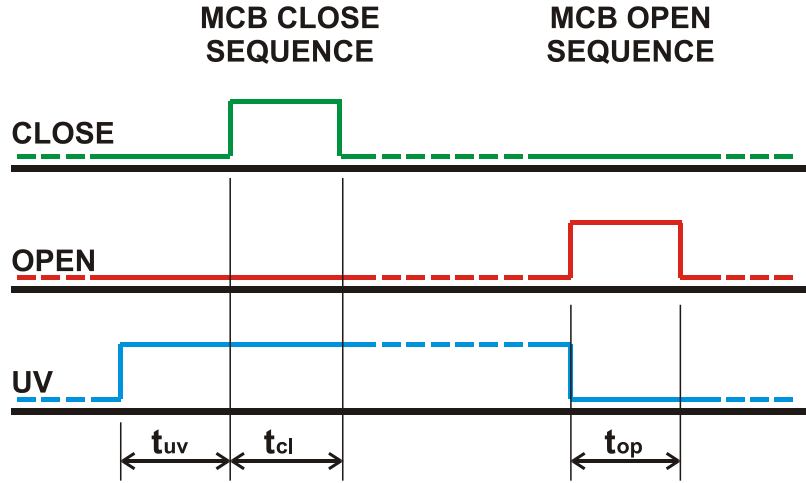 MCB CLOSE
SEQUENCE
MCB OPEN
SEQUENCE
CLOSE
OPEN
UV
tuv
tcl
top